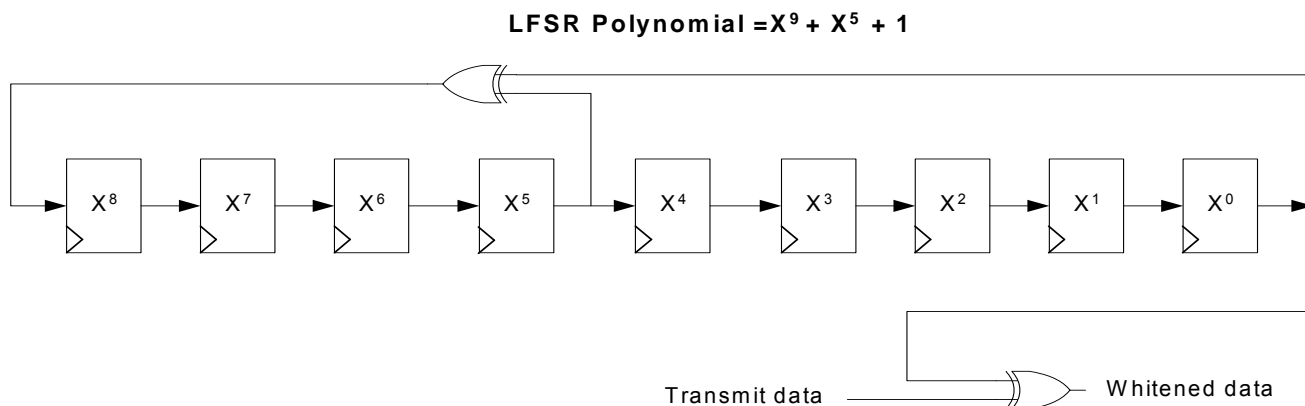 LFSR Polynomial =X⁹ + X⁵ + 1
X⁸ X⁷ X⁶ X⁵ X⁴ X³ X² X¹ X⁰
Transmit data
Whitened data